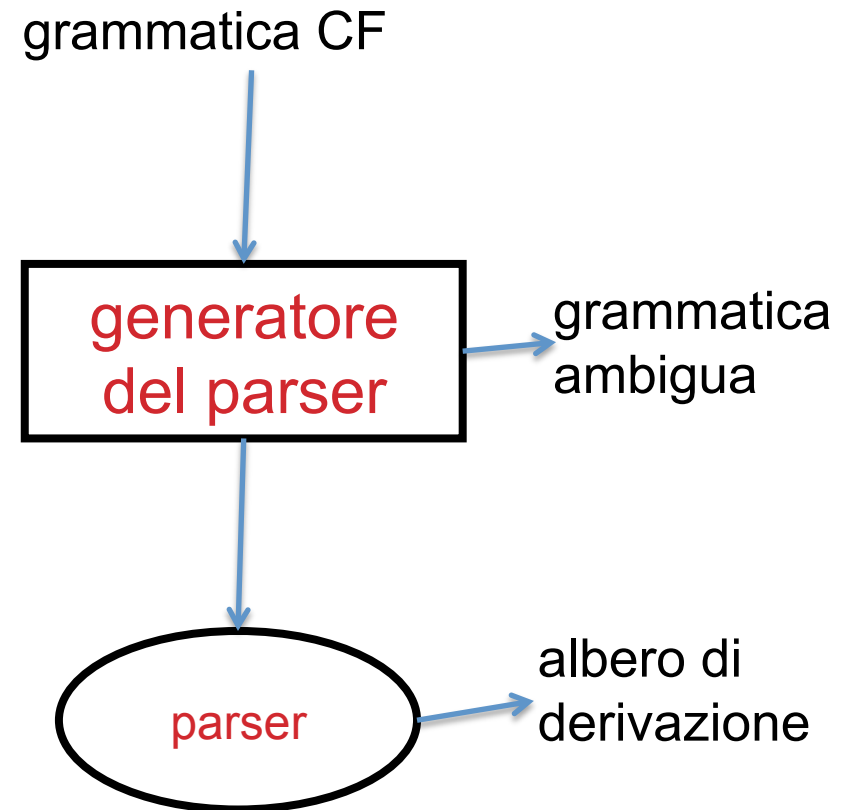 grammatica CF
generatore
del parser
grammatica
ambigua
parser
albero di
derivazione